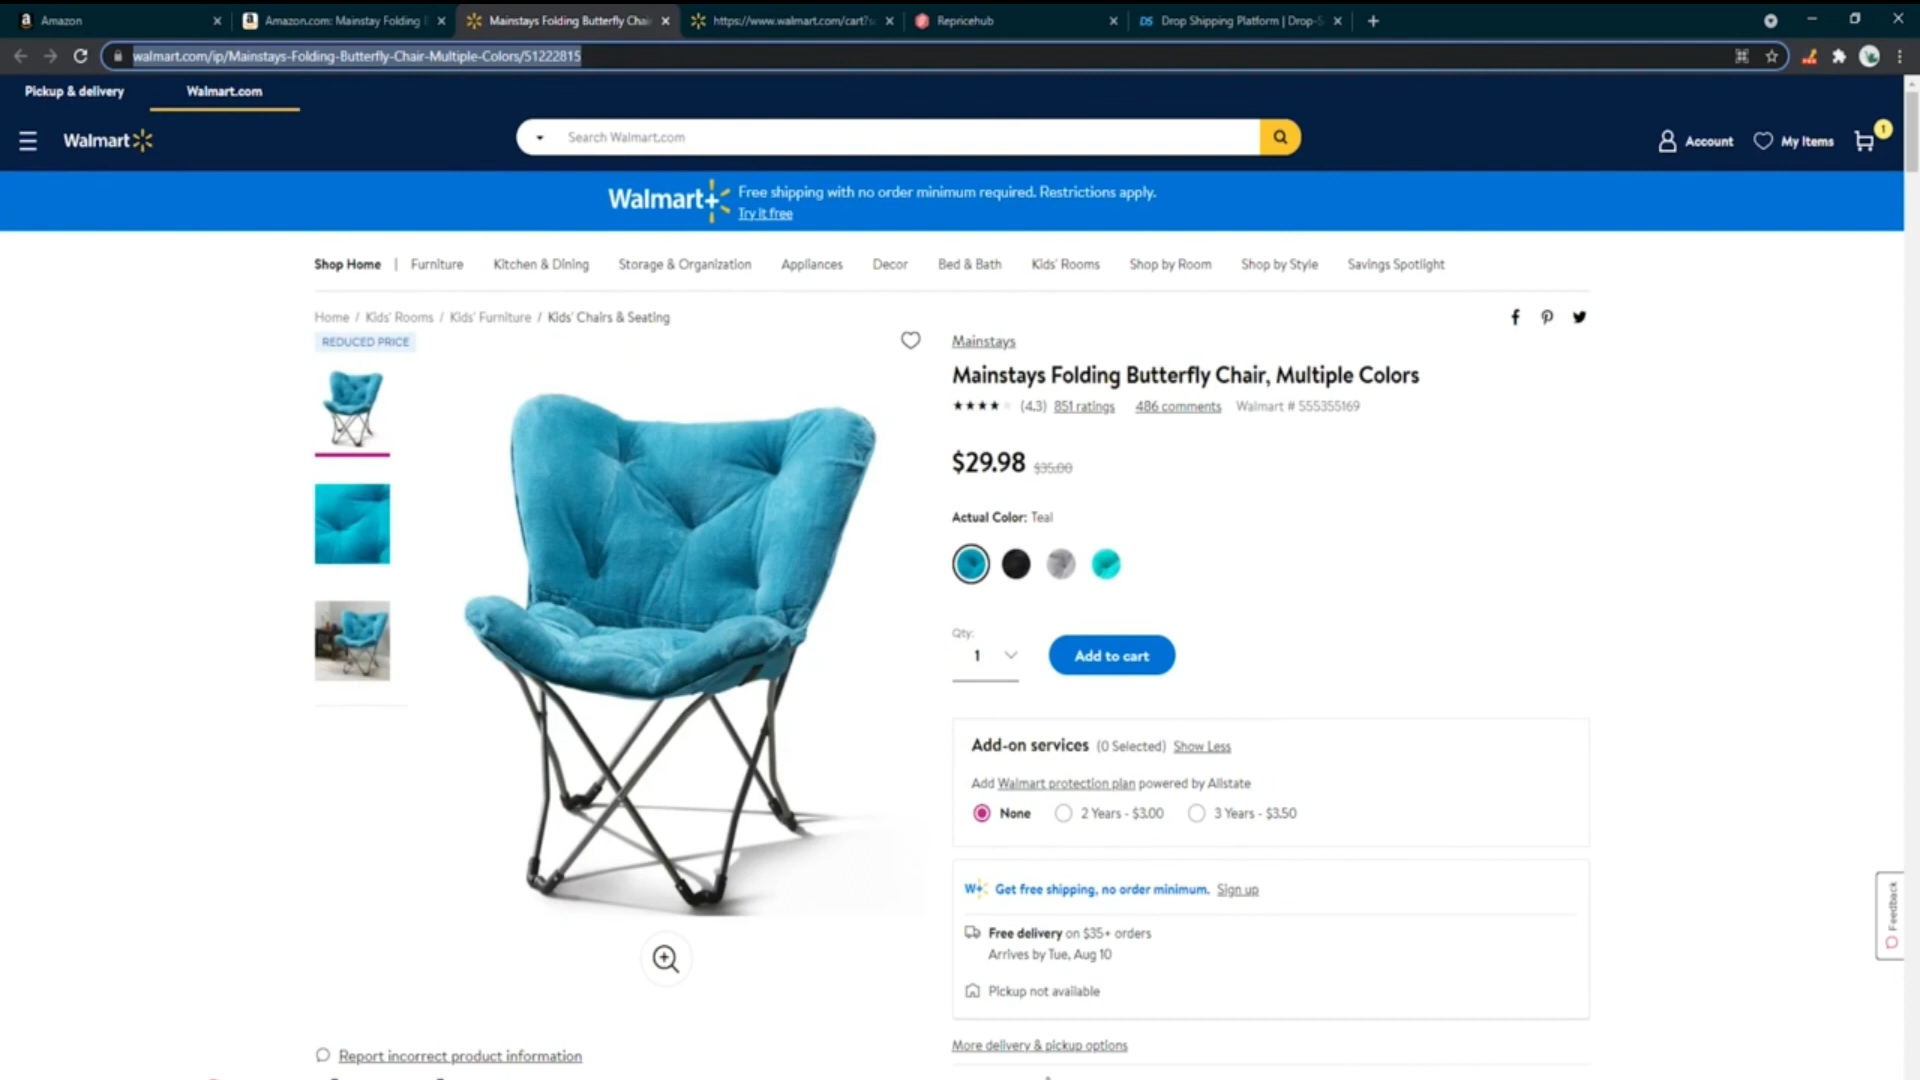 Amazon
Amazon.com: Mainstay Folding
Mainstays Folding Butterfly Chai
https://www.walmart.com/cart?s
Repricehub
DS Drop Shipping Platform | Drop-S
walmart.com/ip/Mainstays-Folding-Butterfly-Chair-Multiple-Colors/51222815
Pickup & delivery
Walmart.com
Walmart
Search Walmart.com
Account
My Items
1
Walmart+
Free shipping with no order minimum required. Restrictions apply.
Try it free
Shop Home | Furniture Kitchen & Dining Storage & Organization Appliances Decor Bed & Bath Kids' Rooms Shop by Room Shop by Style Savings Spotlight
Home / Kids' Rooms / Kids' Furniture / Kids' Chairs & Seating
REDUCED PRICE
Mainstays
Mainstays Folding Butterfly Chair, Multiple Colors
(4.3) 851 ratings 486 comments Walmart # 555355169
$29.98 $35.00
Actual Color: Teal
Qty:
1
Add to cart
Add-on services (0 Selected) Show Less
Add Walmart protection plan powered by Allstate
None 2 Years - $3.00 3 Years - $3.50
W+ Get free shipping, no order minimum. Sign up
Free delivery on $35+ orders
Arrives by Tue, Aug 10
Pickup not available
Feedback
More delivery & pickup options
Report incorrect product information